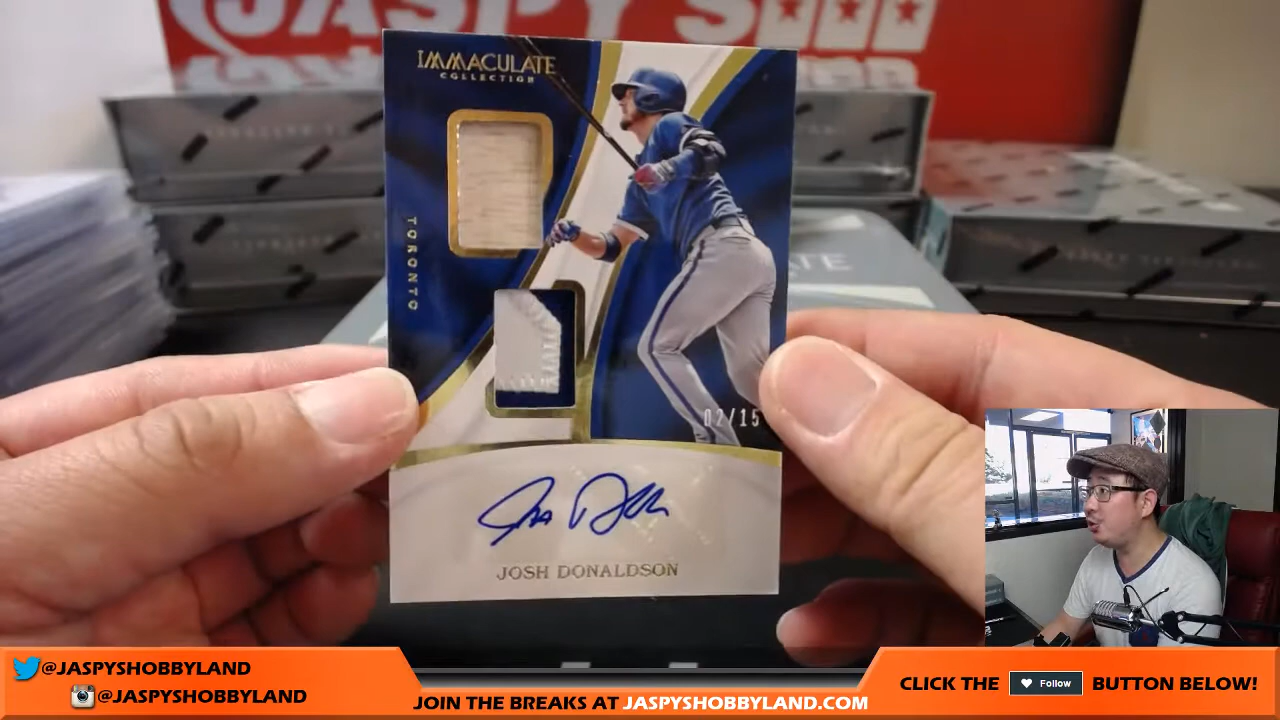 JASPY'S
IMMACULATE
COLLECTION
TORONTO
02/15
JOSH DONALDSON
@JASPYSHOBBYLAND
@JASPYSHOBBYLAND
JOIN THE BREAKS AT JASPYSHOBBYLAND.COM
CLICK THE Follow BUTTON BELOW!